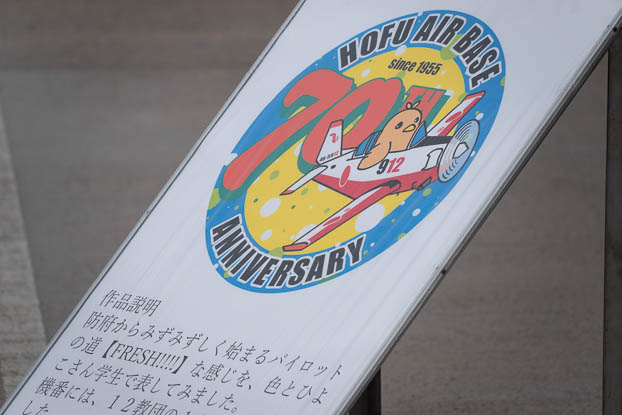 HOFU AIR BASE
since 1955
70TH
912
1
ANNIVERSARY
作品説明
防府からみずみずしく始まるパイロット
の道【FRESH!!!!】な感じを、色とひよ
こさん学生で表してみました。
機番には、１２教団の
した